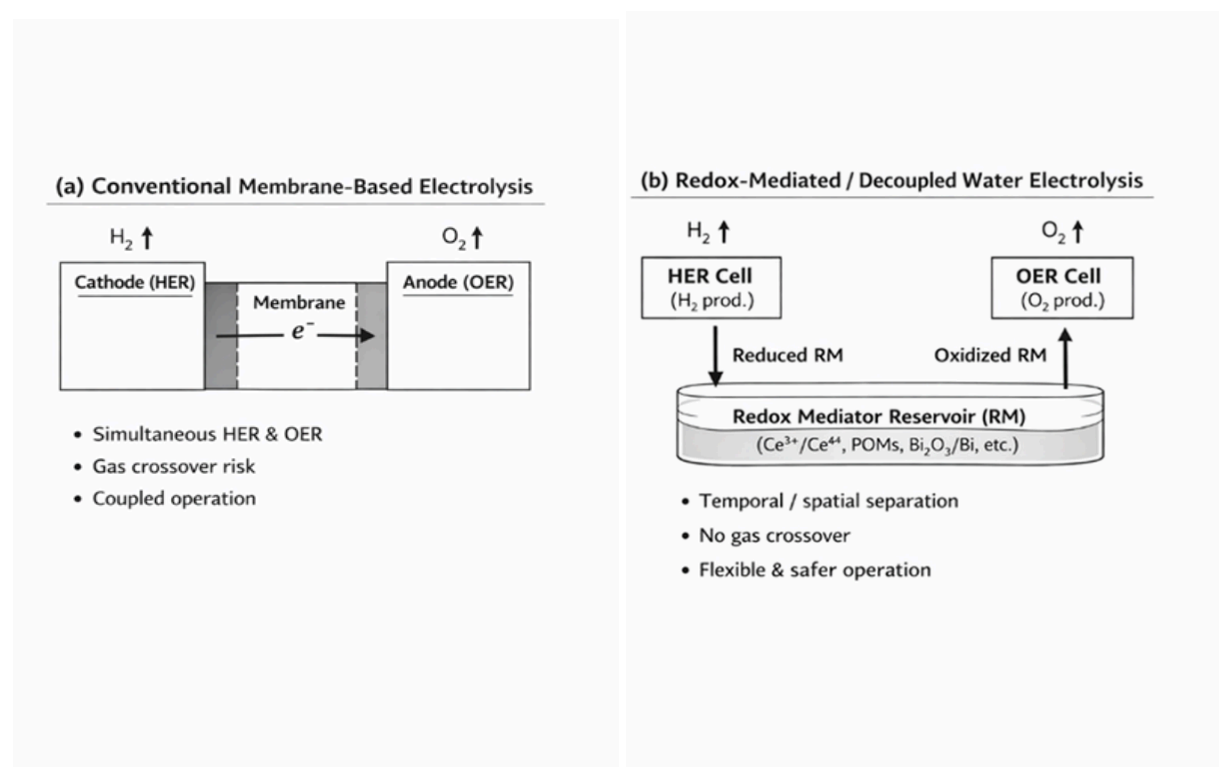 (a) Conventional Membrane-Based Electrolysis
H₂ ↑
O₂ ↑
Cathode (HER)
Membrane
Anode (OER)
e⁻
• Simultaneous HER & OER
• Gas crossover risk
• Coupled operation
(b) Redox-Mediated / Decoupled Water Electrolysis
H₂ ↑
O₂ ↑
HER Cell
(H₂ prod.)
OER Cell
(O₂ prod.)
Reduced RM
Oxidized RM
Redox Mediator Reservoir (RM)
(Ce³⁺/Ce⁴⁴, POMs, Bi₂O₃/Bi, etc.)
• Temporal / spatial separation
• No gas crossover
• Flexible & safer operation